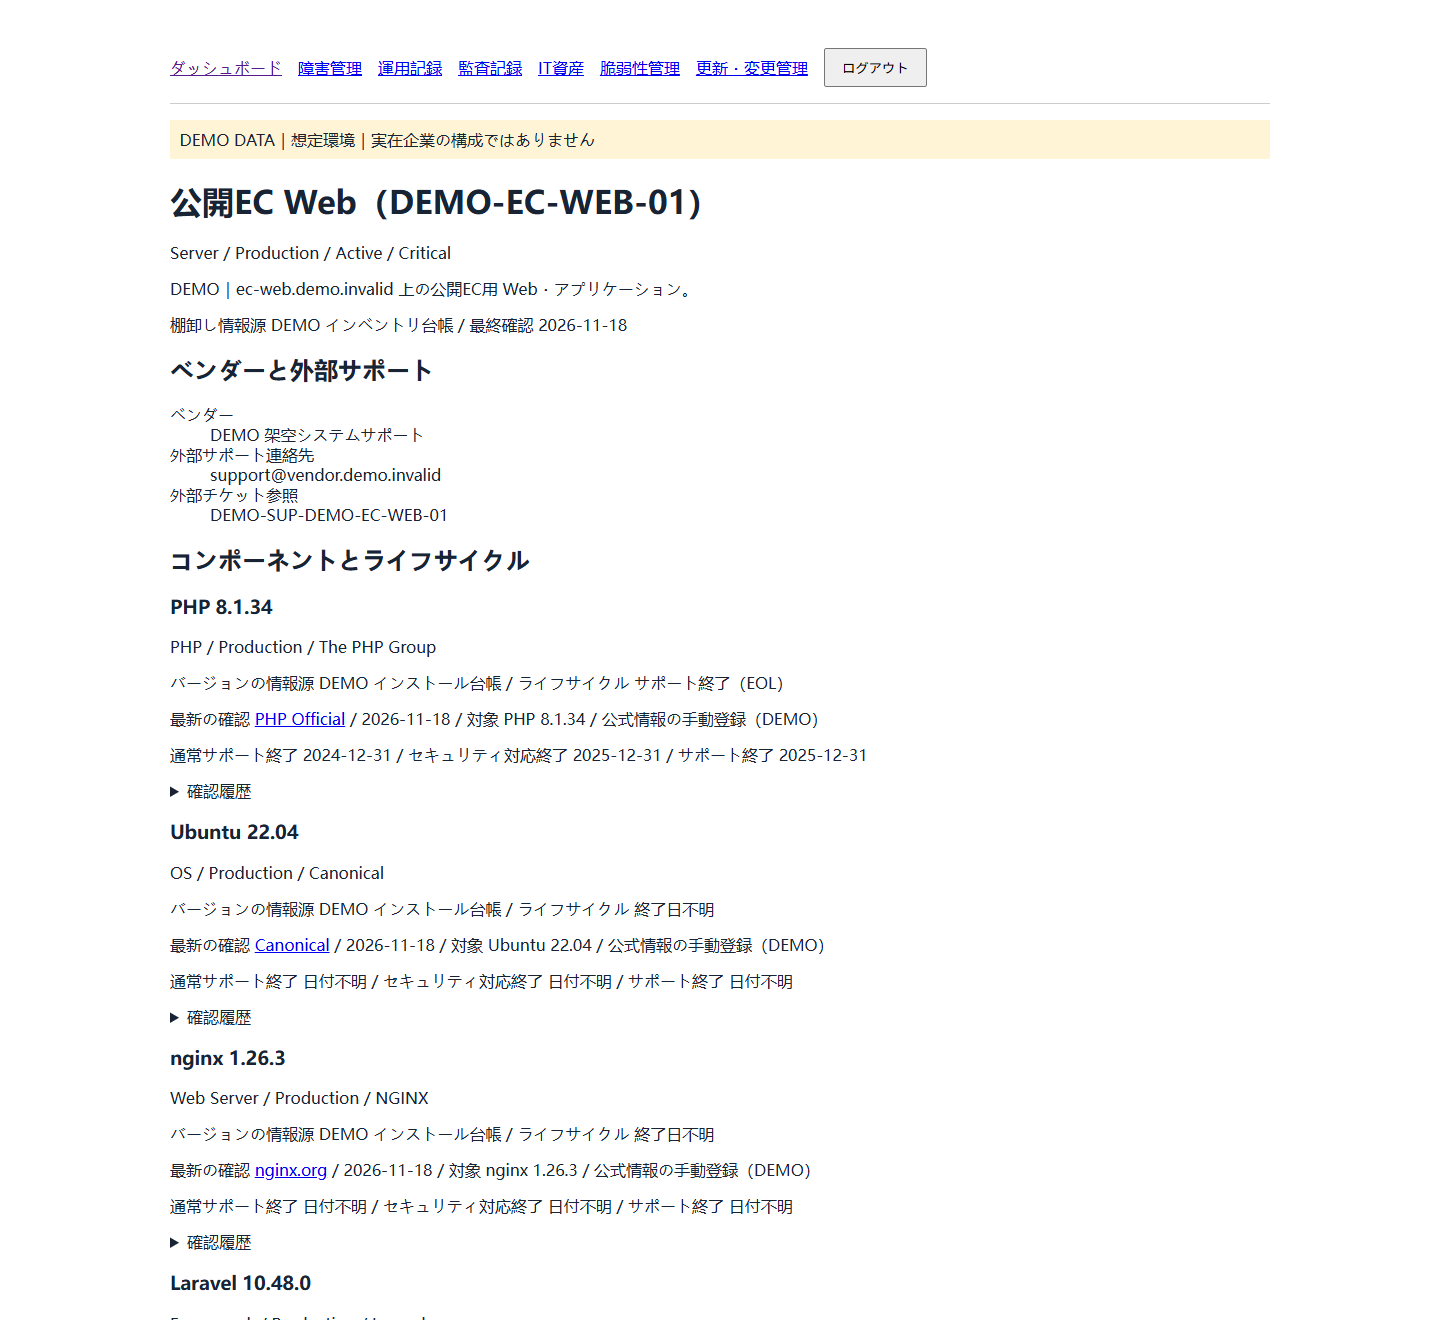 ダッシュボード 障害管理 運用記録 監査記録 IT資産 脆弱性管理 更新・変更管理 ログアウト
DEMO DATA｜想定環境｜実在企業の構成ではありません
公開EC Web（DEMO-EC-WEB-01）
Server / Production / Active / Critical
DEMO｜ec-web.demo.invalid 上の公開EC用 Web・アプリケーション。
棚卸し情報源 DEMO インベントリ台帳 / 最終確認 2026-11-18
ベンダーと外部サポート
ベンダー
DEMO 架空システムサポート
外部サポート連絡先
support@vendor.demo.invalid
外部チケット参照
DEMO-SUP-DEMO-EC-WEB-01
コンポーネントとライフサイクル
PHP 8.1.34
PHP / Production / The PHP Group
バージョンの情報源 DEMO インストール台帳 / ライフサイクル サポート終了（EOL）
最新の確認 PHP Official / 2026-11-18 / 対象 PHP 8.1.34 / 公式情報の手動登録（DEMO）
通常サポート終了 2024-12-31 / セキュリティ対応終了 2025-12-31 / サポート終了 2025-12-31
▶ 確認履歴
Ubuntu 22.04
OS / Production / Canonical
バージョンの情報源 DEMO インストール台帳 / ライフサイクル 終了日不明
最新の確認 Canonical / 2026-11-18 / 対象 Ubuntu 22.04 / 公式情報の手動登録（DEMO）
通常サポート終了 日付不明 / セキュリティ対応終了 日付不明 / サポート終了 日付不明
▶ 確認履歴
nginx 1.26.3
Web Server / Production / NGINX
バージョンの情報源 DEMO インストール台帳 / ライフサイクル 終了日不明
最新の確認 nginx.org / 2026-11-18 / 対象 nginx 1.26.3 / 公式情報の手動登録（DEMO）
通常サポート終了 日付不明 / セキュリティ対応終了 日付不明 / サポート終了 日付不明
▶ 確認履歴
Laravel 10.48.0